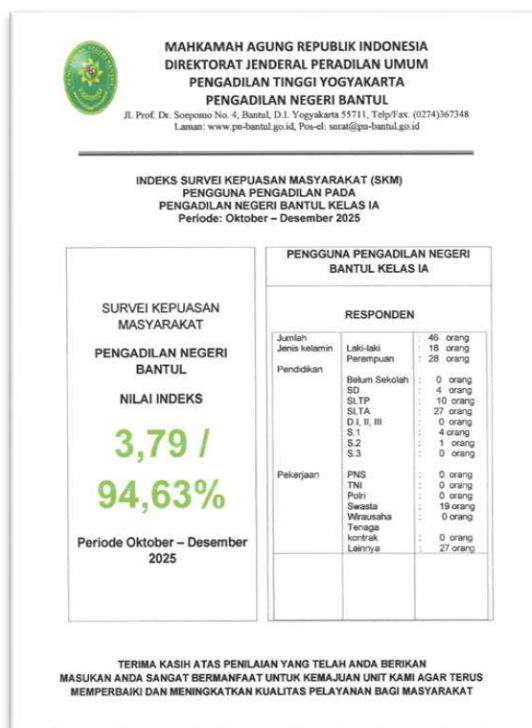 MAHKAMAH AGUNG REPUBLIK INDONESIA
DIREKTORAT JENDERAL PERADILAN UMUM
PENGADILAN TINGGI YOGYAKARTA
PENGADILAN NEGERI BANTUL
Jl. Prof. Dr. Soepomo No. 4, Bantul, D.I. Yogyakarta 55711, Telp/Fax. (0274)367348
Laman: www.pn-bantul.go.id, Pos-el: surat@pn-bantul.go.id
INDEKS SURVEI KEPUASAN MASYARAKAT (SKM)
PENGGUNA PENGADILAN PADA
PENGADILAN NEGERI BANTUL KELAS IA
Periode: Oktober – Desember 2025
SURVEI KEPUASAN
MASYARAKAT
PENGADILAN NEGERI
BANTUL
NILAI INDEKS
3,79 /
94,63%
Periode Oktober – Desember
2025
PENGGUNA PENGADILAN NEGERI
BANTUL KELAS IA
RESPONDEN
Jumlah : 46 orang
Jenis kelamin Laki-laki : 18 orang
Perempuan : 28 orang
Pendidikan
Belum Sekolah : 0 orang
SD : 4 orang
SLTP : 10 orang
SLTA : 27 orang
D.I, II, III : 0 orang
S.1 : 4 orang
S.2 : 1 orang
S.3 : 0 orang
Pekerjaan PNS : 0 orang
TNI : 0 orang
Polri : 0 orang
Swasta : 19 orang
Wirausaha : 0 orang
Tenaga
kontrak : 0 orang
Lainnya : 27 orang
TERIMA KASIH ATAS PENILAIAN YANG TELAH ANDA BERIKAN
MASUKAN ANDA SANGAT BERMANFAAT UNTUK KEMAJUAN UNIT KAMI AGAR TERUS
MEMPERBAIKI DAN MENINGKATKAN KUALITAS PELAYANAN BAGI MASYARAKAT